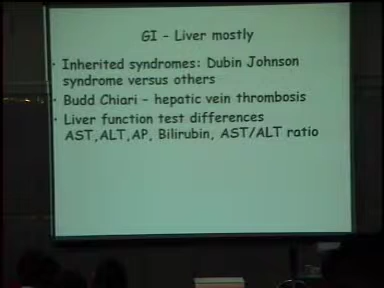 GI - Liver mostly
· Inherited syndromes: Dubin Johnson
syndrome versus others
· Budd Chiari - hepatic vein thrombosis
· Liver function test differences
AST,ALT,AP, Bilirubin, AST/ALT ratio